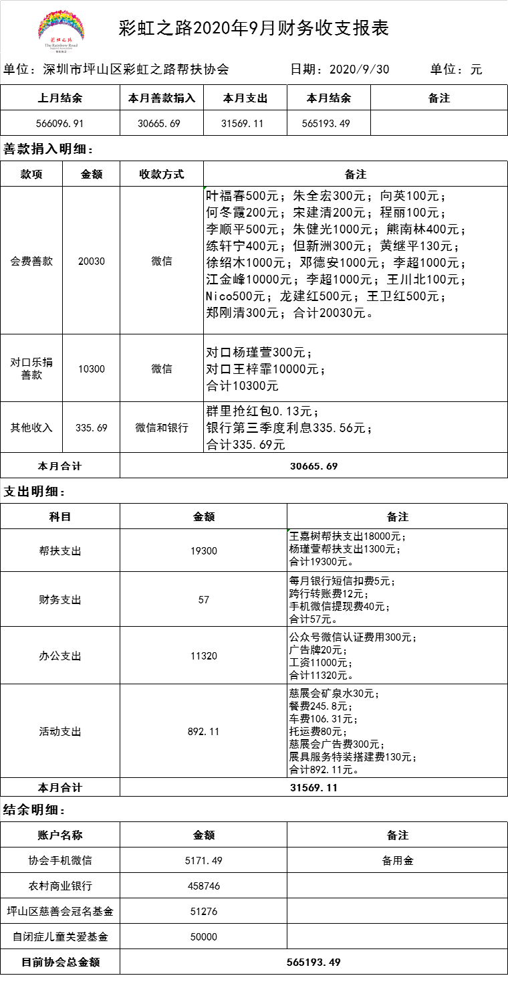 彩虹之路
The Rainbow Road
Support Association
彩虹之路2020年9月财务收支报表
单位：深圳市坪山区彩虹之路帮扶协会 日期：2020/9/30 单位：元
上月结余 本月善款捐入 本月支出 本月结余 备注
566096.91 30665.69 31569.11 565193.49
善款捐入明细：
款项 金额 收款方式 备注
会费善款 20030 微信
叶福春500元；朱全宏300元；向英100元；
何冬霞200元；宋建清200元；程丽100元；
李顺平500元；朱健光1000元；熊南林400元；
练轩宁400元；但新洲300元；黄继平130元；
徐绍木1000元；邓德安1000元；李超1000元；
江金峰10000元；李超1000元；王川北100元；
Nico500元；龙建红500元；王卫红500元；
郑刚清300元；合计20030元。
对口乐捐
善款
10300 微信
对口杨瑾萱300元；
对口王梓霏10000元；
合计10300元
其他收入 335.69 微信和银行
群里抢红包0.13元；
银行第三季度利息335.56元；
合计335.69元
本月合计 30665.69
支出明细：
科目 金额 备注
帮扶支出 19300
王嘉树帮扶支出18000元；
杨瑾萱帮扶支出1300元；
合计19300元。
财务支出 57
每月银行短信扣费5元；
跨行转账费12元；
手机微信提现费40元；
合计57元。
办公支出 11320
公众号微信认证费用300元；
广告牌20元；
工资11000元；
合计11320元。
活动支出 892.11
慈展会矿泉水30元；
餐费245.8元；
车费106.31元；
托运费80元；
慈展会广告费300元；
展具服务特装搭建费130元；
合计892.11元。
本月合计 31569.11
结余明细：
账户名称 金额 备注
协会手机微信 5171.49 备用金
农村商业银行 458746
坪山区慈善会冠名基金 51276
自闭症儿童关爱基金 50000
目前协会总金额 565193.49